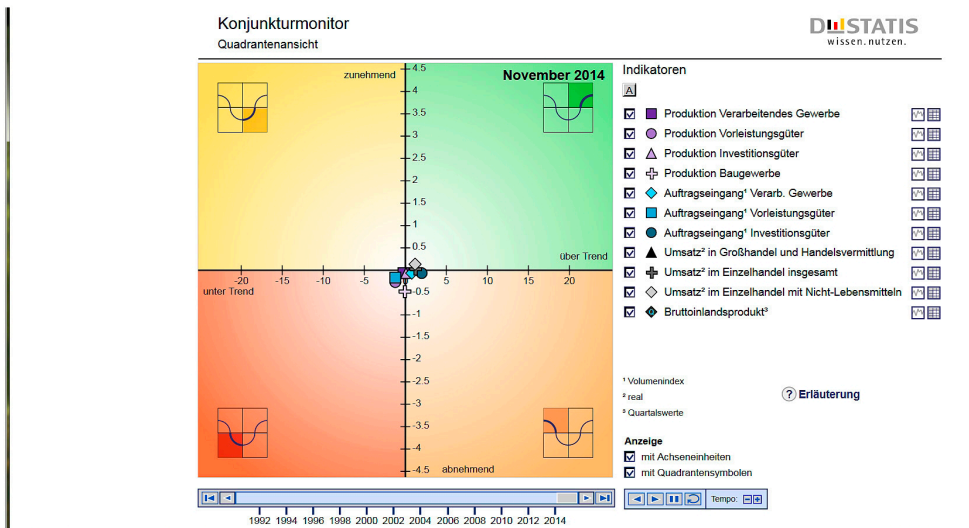 Konjunkturmonitor
Quadrantenansicht
DESTATIS
wissen.nutzen.
zunehmend
4.5
November 2014
4
3.5
3
2.5
2
1.5
1
0.5
über Trend
-20 -15 -10 -5 5 10 15 20
unter Trend
-0.5
-1
-1.5
-2
-2.5
-3
-3.5
-4
-4.5
abnehmend
Indikatoren
A
Produktion Verarbeitendes Gewerbe
Produktion Vorleistungsgüter
Produktion Investitionsgüter
Produktion Baugewerbe
Auftragseingang¹ Verarb. Gewerbe
Auftragseingang¹ Vorleistungsgüter
Auftragseingang¹ Investitionsgüter
Umsatz² in Großhandel und Handelsvermittlung
Umsatz² im Einzelhandel insgesamt
Umsatz² im Einzelhandel mit Nicht-Lebensmitteln
Bruttoinlandsprodukt³
¹ Volumenindex
² real
³ Quartalswerte
? Erläuterung
Anzeige
mit Achseneinheiten
mit Quadrantensymbolen
Tempo:
1992 1994 1996 1998 2000 2002 2004 2006 2008 2010 2012 2014